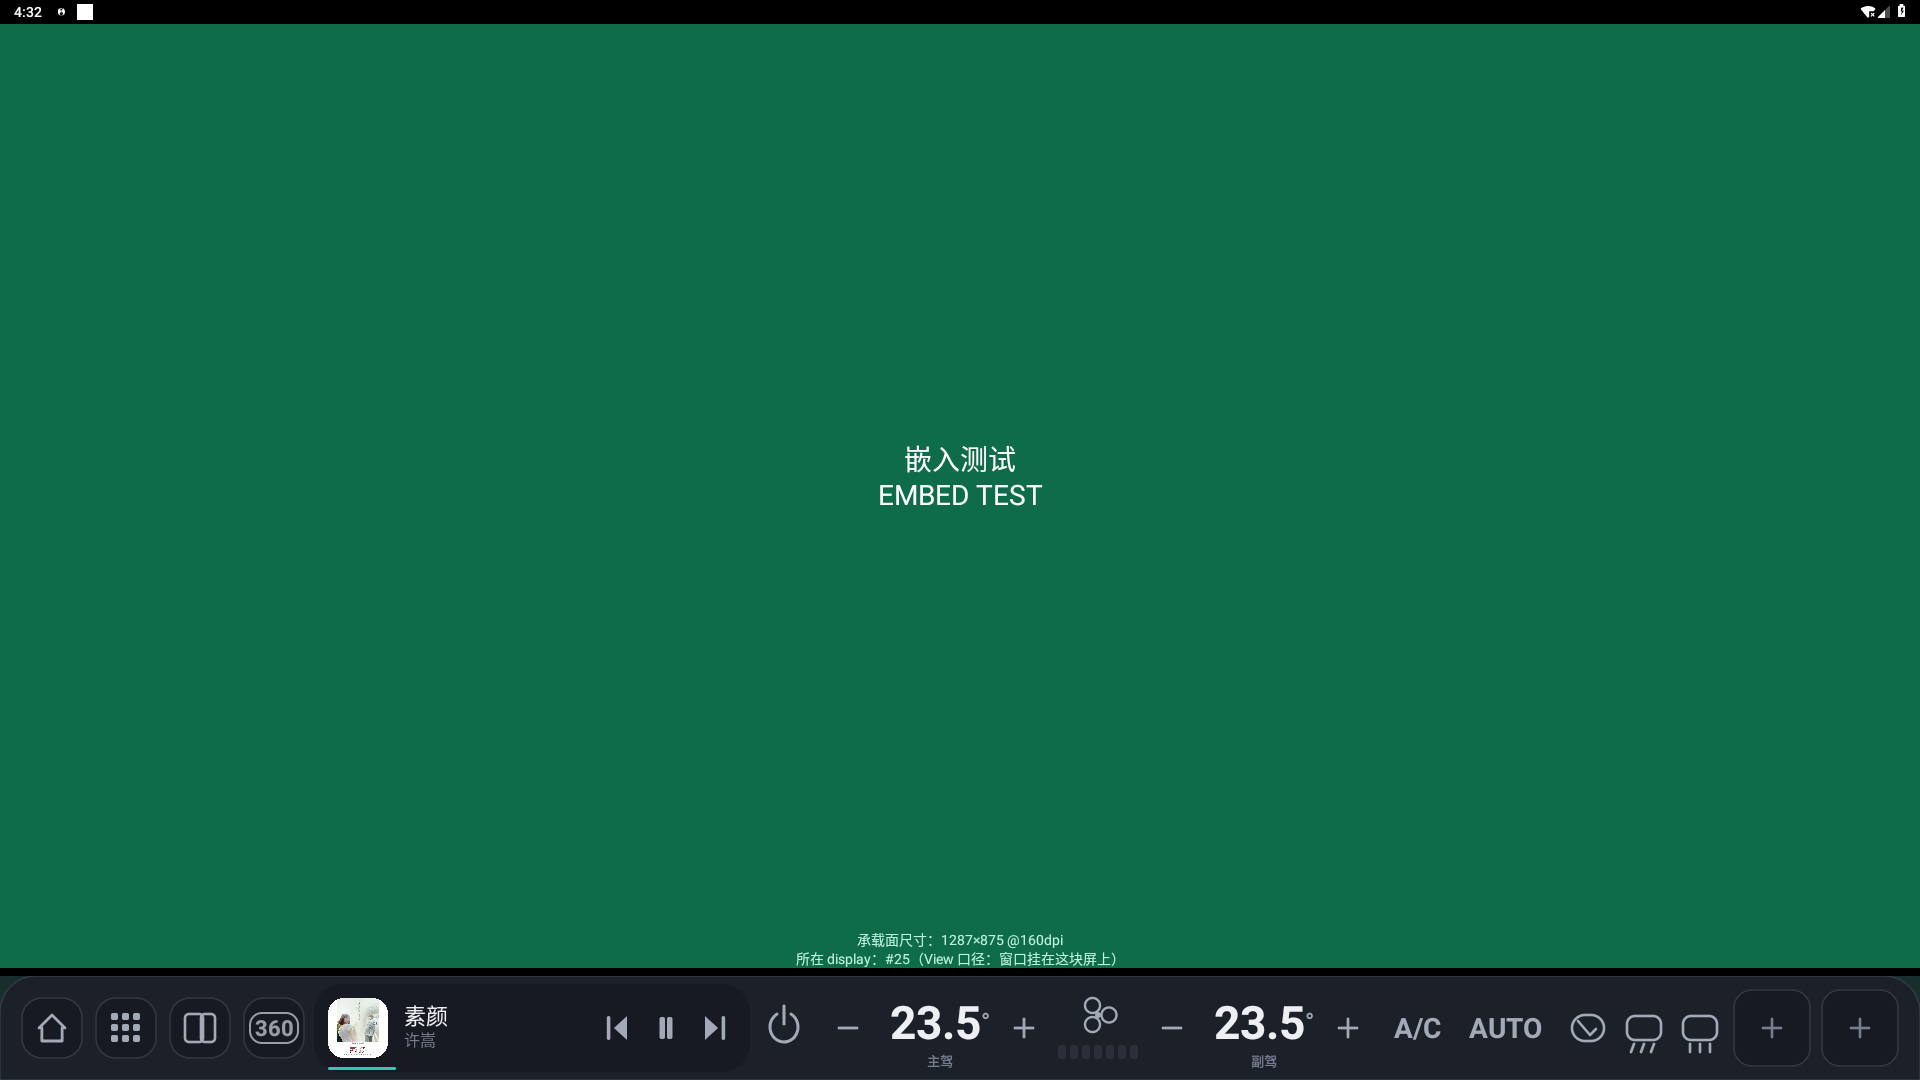 4:32
嵌入测试
EMBED TEST
承载面尺寸：1287×875 @160dpi
所在 display：#25（View 口径：窗口挂在这块屏上）
360
素颜
许嵩
23.5°
主驾
23.5°
副驾
A/C
AUTO